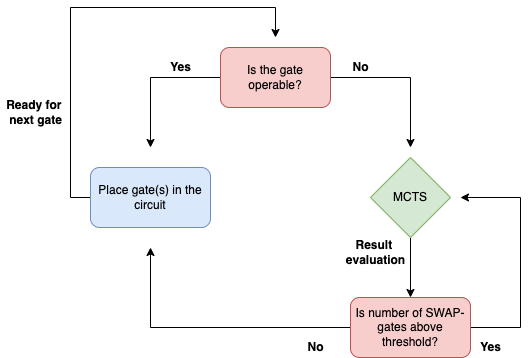 Is the gate
operable?
Yes
No
Ready for
next gate
Place gate(s) in the
circuit
MCTS
Result
evaluation
Is number of SWAP-
gates above
threshold?
No
Yes